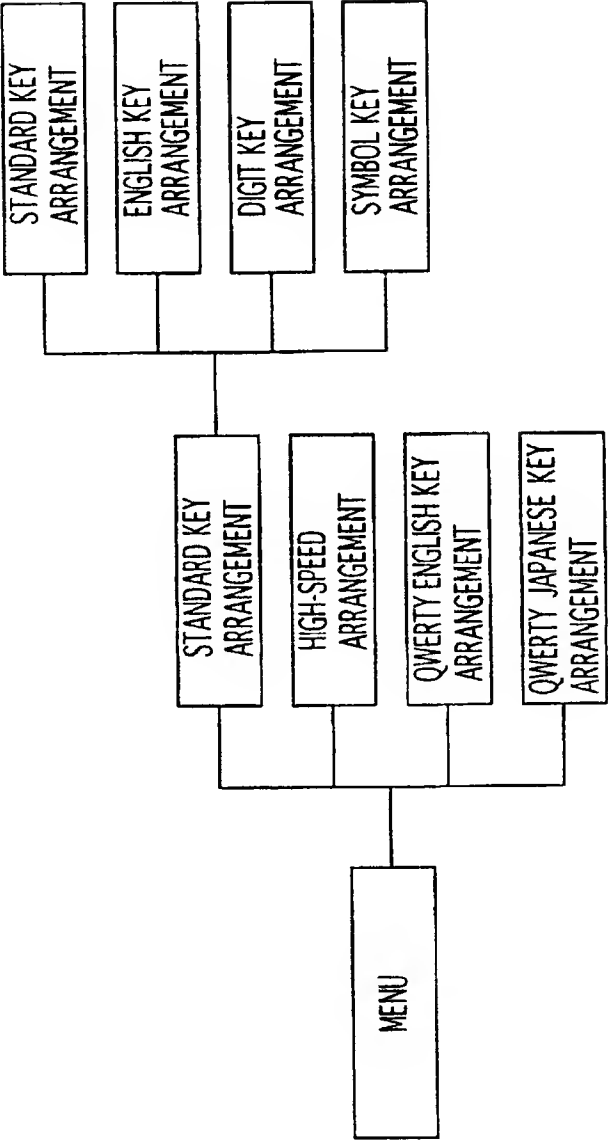 MENU
STANDARD KEY
ARRANGEMENT
HIGH-SPEED
ARRANGEMENT
QWERTY ENGLISH KEY
ARRANGEMENT
QWERTY JAPANESE KEY
ARRANGEMENT
STANDARD KEY
ARRANGEMENT
ENGLISH KEY
ARRANGEMENT
DIGIT KEY
ARRANGEMENT
SYMBOL KEY
ARRANGEMENT